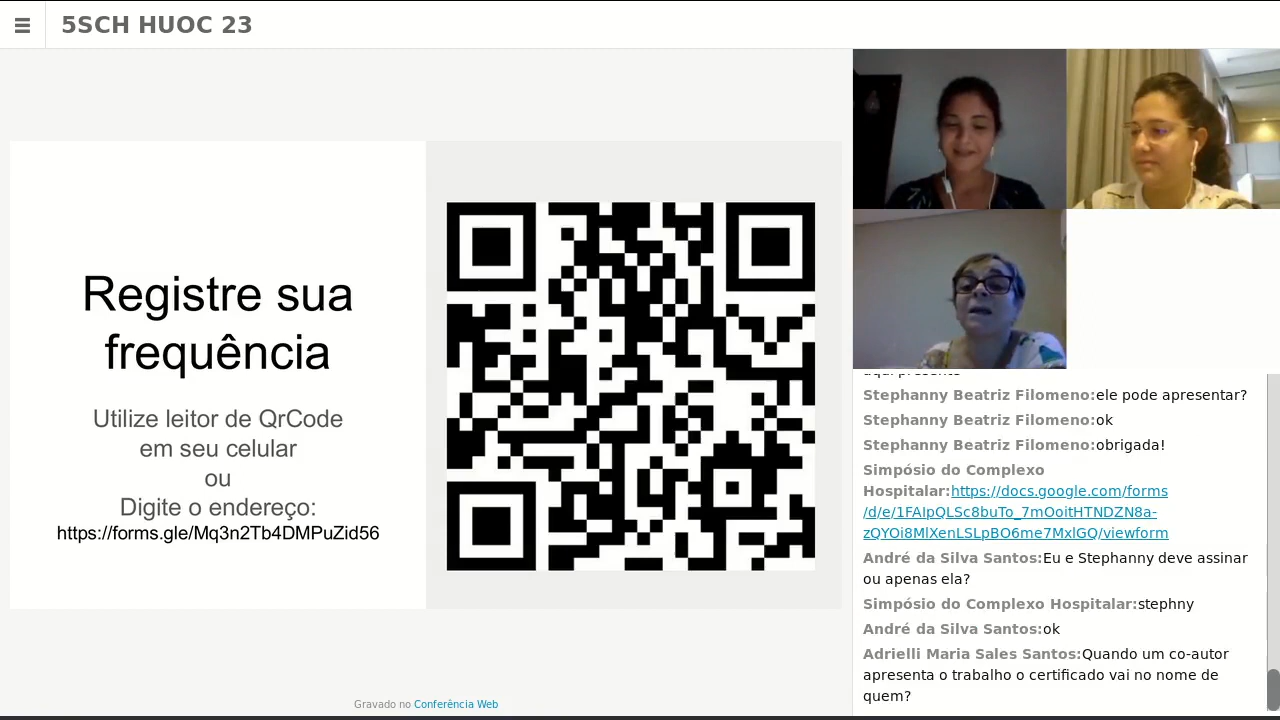 5SCH HUOC 23
Registre sua
frequência
Utilize leitor de QrCode
em seu celular
ou
Digite o endereço:
https://forms.gle/Mq3n2Tb4DMPuZid56
Gravado no Conferência Web
aqui presente
Stephanny Beatriz Filomeno:ele pode apresentar?
Stephanny Beatriz Filomeno:ok
Stephanny Beatriz Filomeno:obrigada!
Simpósio do Complexo
Hospitalar:https://docs.google.com/forms
/d/e/1FAIpQLSc8buTo_7mOoitHTNDZN8a-
zQYOi8MlXenLSLpBO6me7MxlGQ/viewform
André da Silva Santos:Eu e Stephanny deve assinar
ou apenas ela?
Simpósio do Complexo Hospitalar:stephny
André da Silva Santos:ok
Adrielli Maria Sales Santos:Quando um co-autor
apresenta o trabalho o certificado vai no nome de
quem?